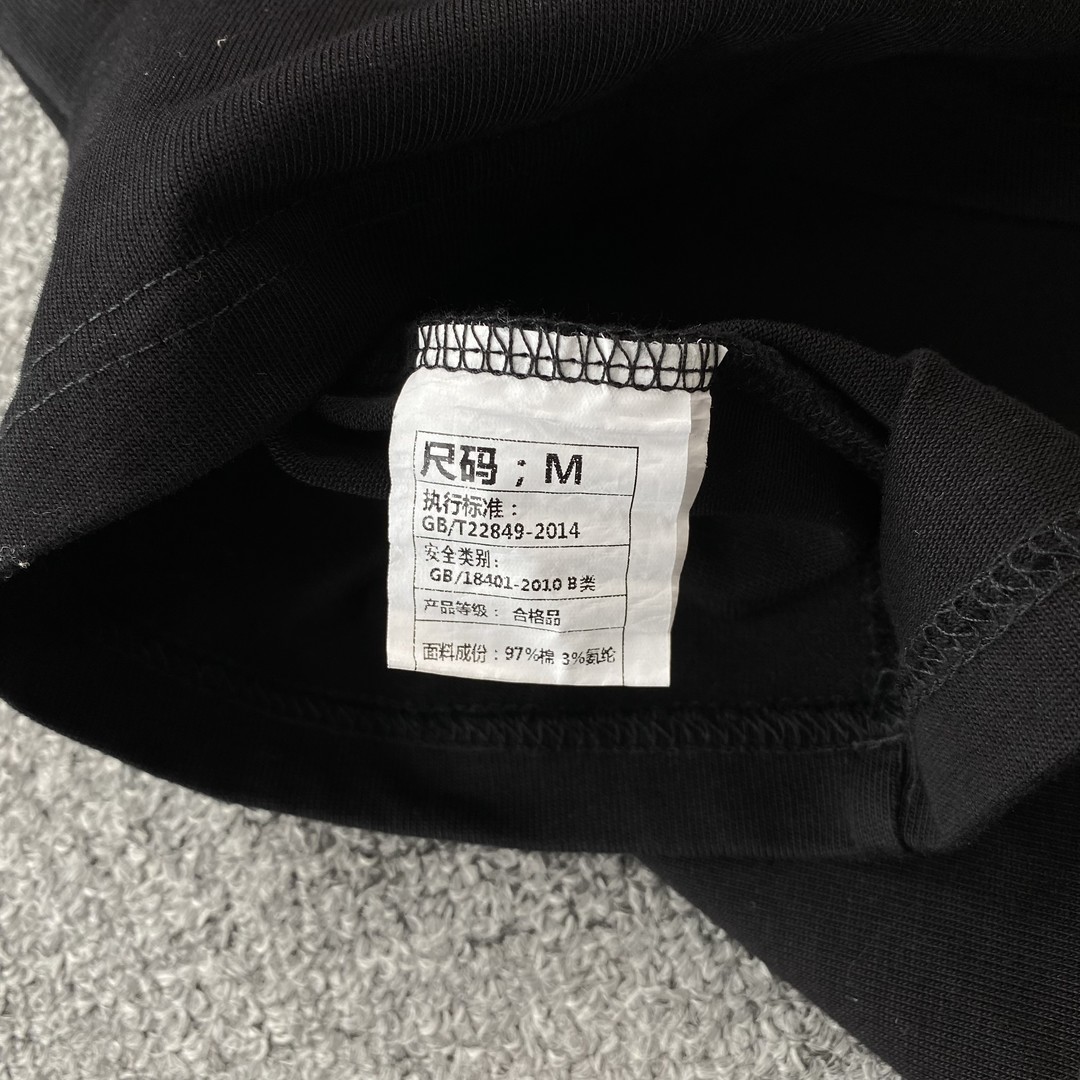 尺码；M
执行标准：
GB/T22849-2014
安全类别：
GB/18401-2010 B类
产品等级：合格品
面料成份：97%棉 3%氨纶